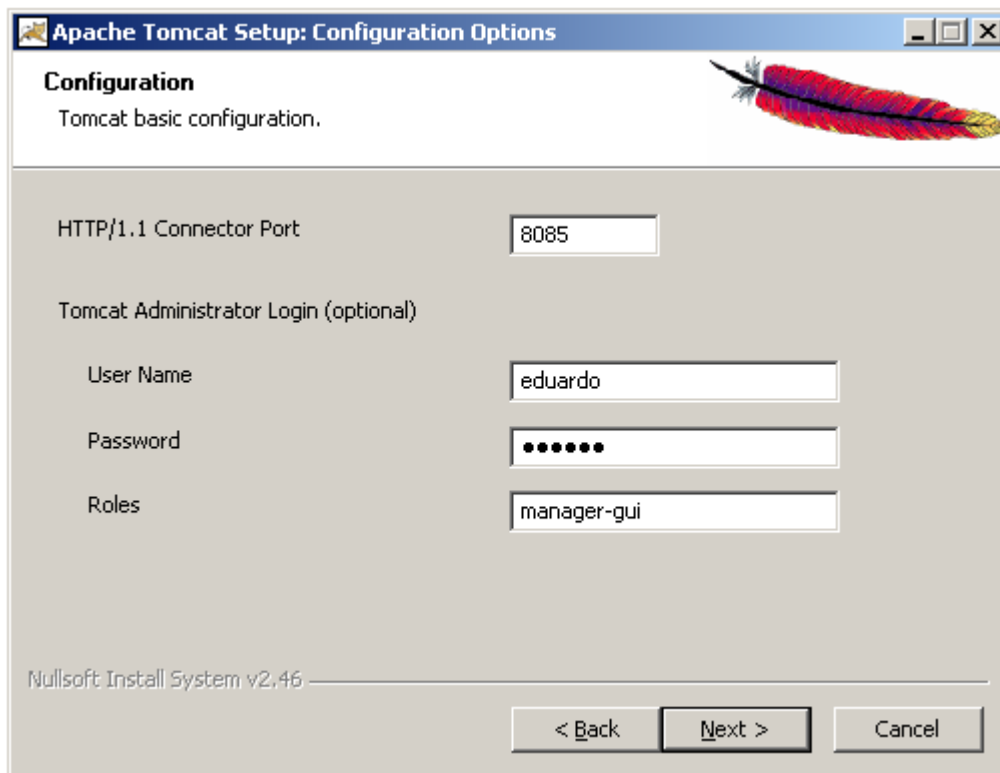 Apache Tomcat Setup: Configuration Options
Configuration
Tomcat basic configuration.
HTTP/1.1 Connector Port 8085
Tomcat Administrator Login (optional)
User Name eduardo
Password ●●●●●●
Roles manager-gui
Nullsoft Install System v2.46
< Back Next > Cancel